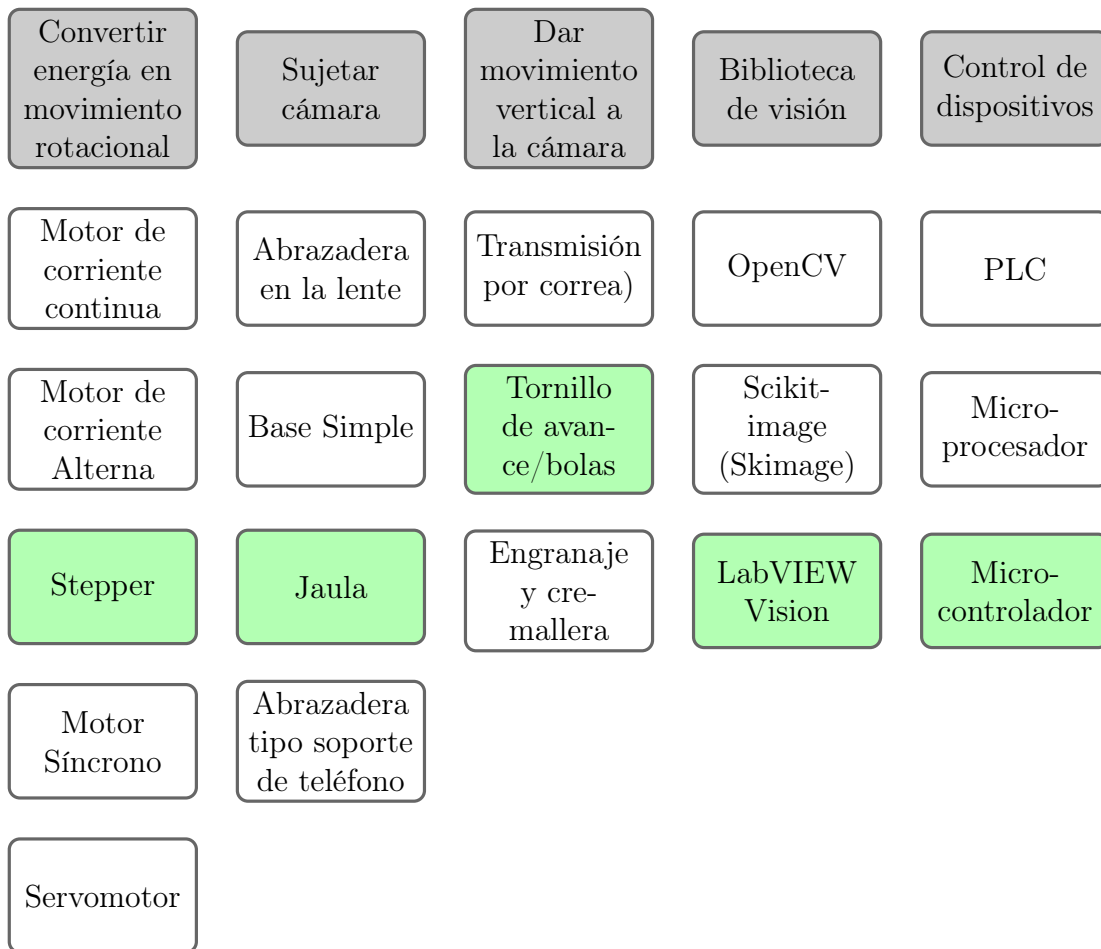 Convertir
energía en
movimiento
rotacional
Sujetar
cámara
Dar
movimiento
vertical a
la cámara
Biblioteca
de visión
Control de
dispositivos
Motor de
corriente
continua
Abrazadera
en la lente
Transmisión
por correa)
OpenCV
PLC
Motor de
corriente
Alterna
Base Simple
Tornillo
de avan-
ce/bolas
Scikit-
image
(Skimage)
Micro-
procesador
Stepper
Jaula
Engranaje
y cre-
mallera
LabVIEW
Vision
Micro-
controlador
Motor
Síncrono
Abrazadera
tipo soporte
de teléfono
Servomotor